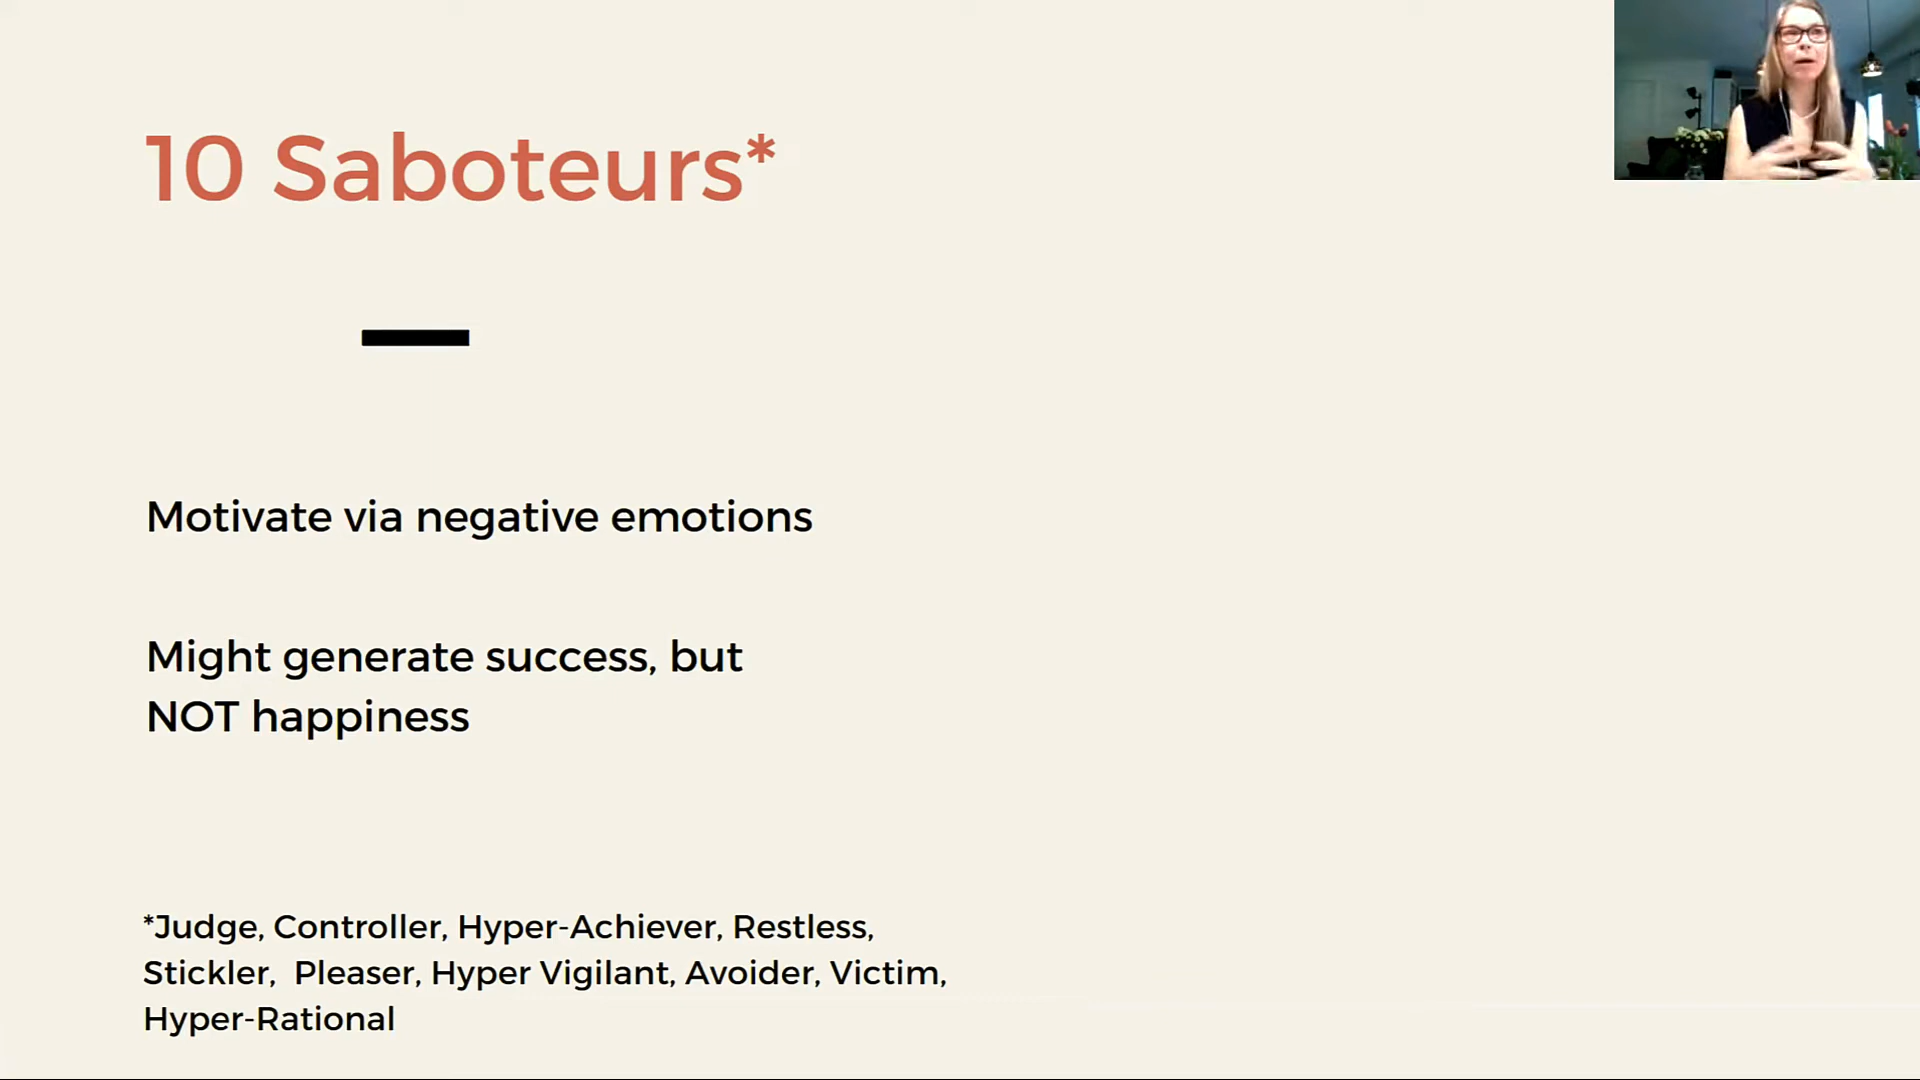 10 Saboteurs*
Motivate via negative emotions
Might generate success, but
NOT happiness
*Judge, Controller, Hyper-Achiever, Restless,
Stickler,  Pleaser, Hyper Vigilant, Avoider, Victim,
Hyper-Rational